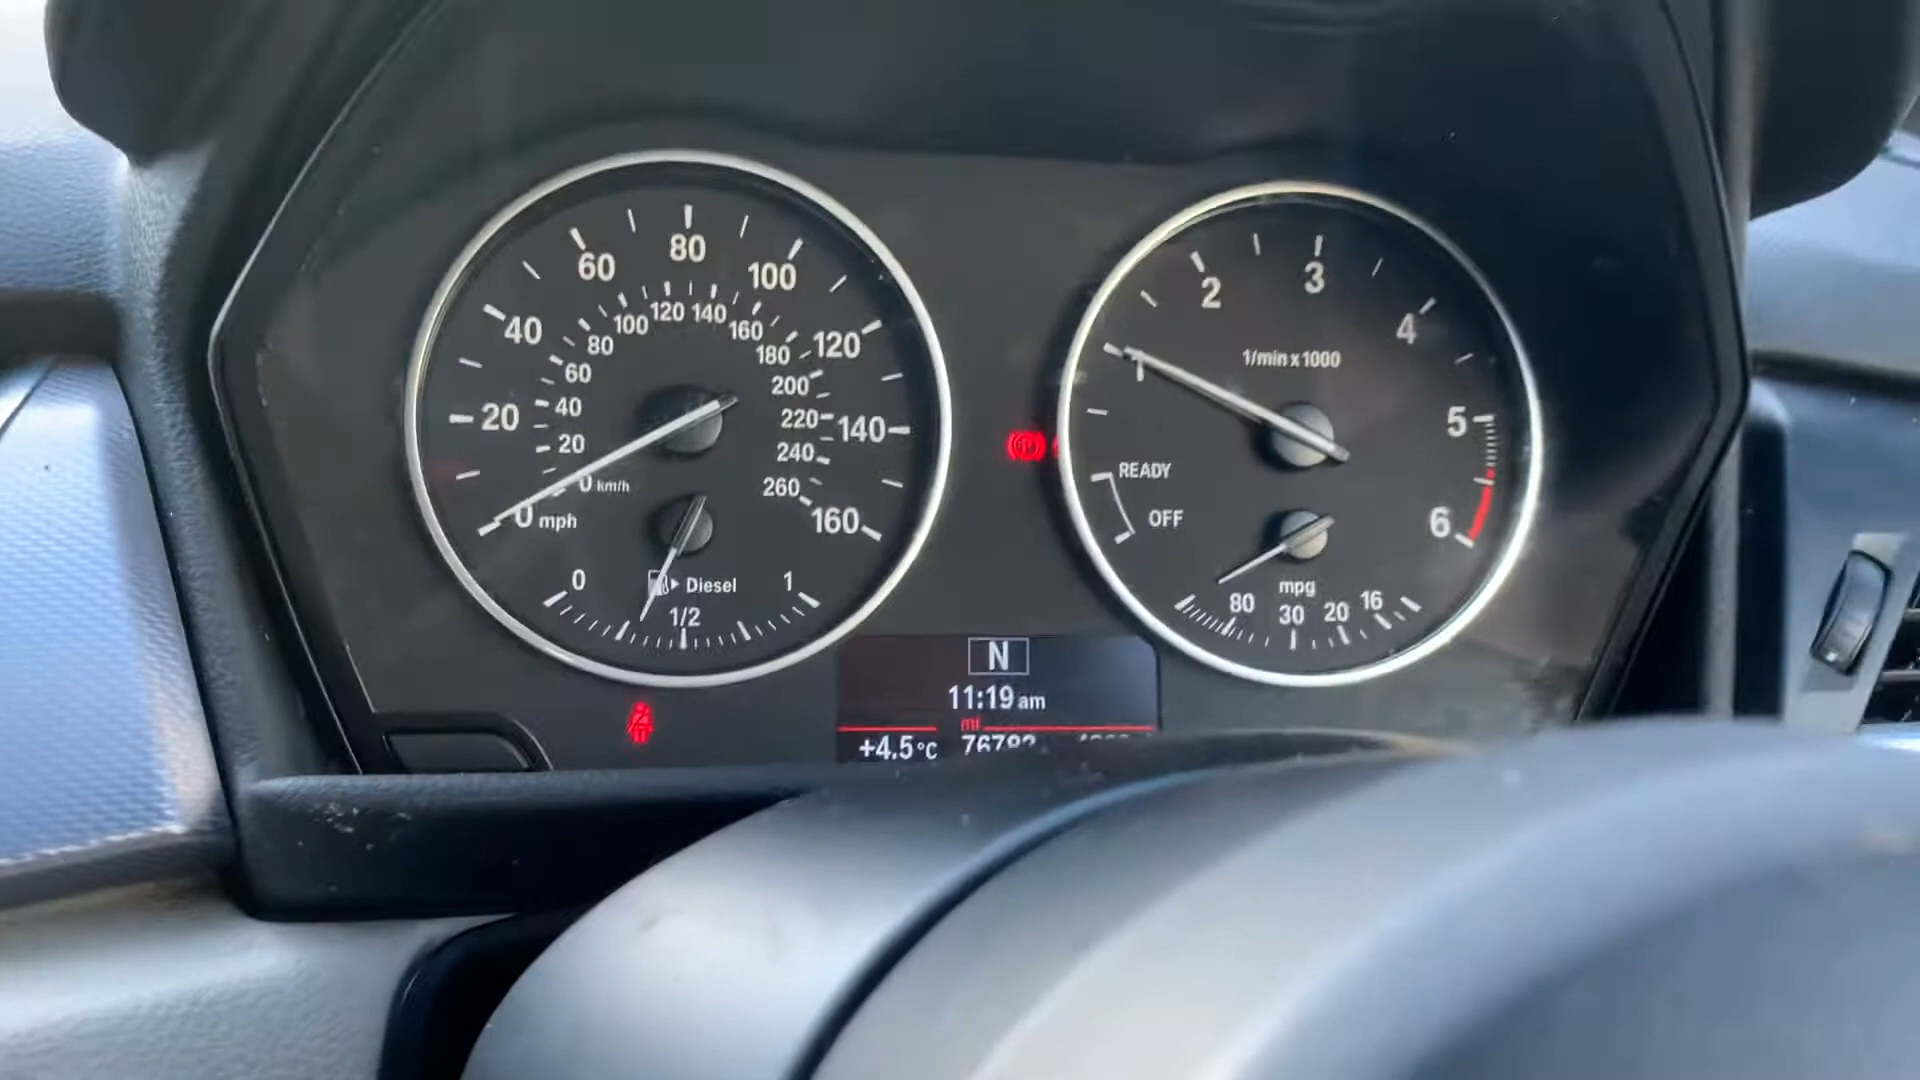 80
60
100
40
120
20
140
0 mph
160
120 140
100
160
80
180
60
200
40
220
20
240
0 km/h
260
0
1
Diesel
1/2
2
3
1
4
5
6
1/min x 1000
READY
OFF
mpg
80 30 20 16
N
11:19 am
mi
+4.5°C 76782